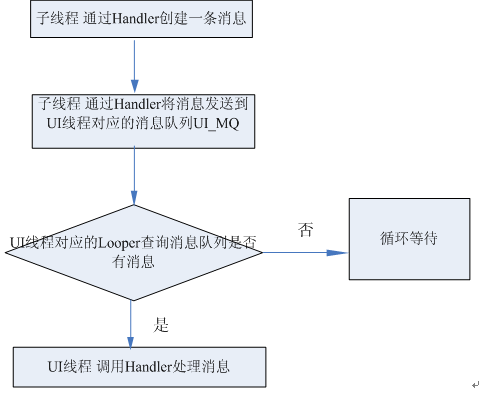 子线程 通过Handler创建一条消息
子线程 通过Handler将消息发送到
UI线程对应的消息队列UI_MQ
UI线程对应的Looper查询消息队列是否
有消息
否
循环等待
是
UI线程 调用Handler处理消息